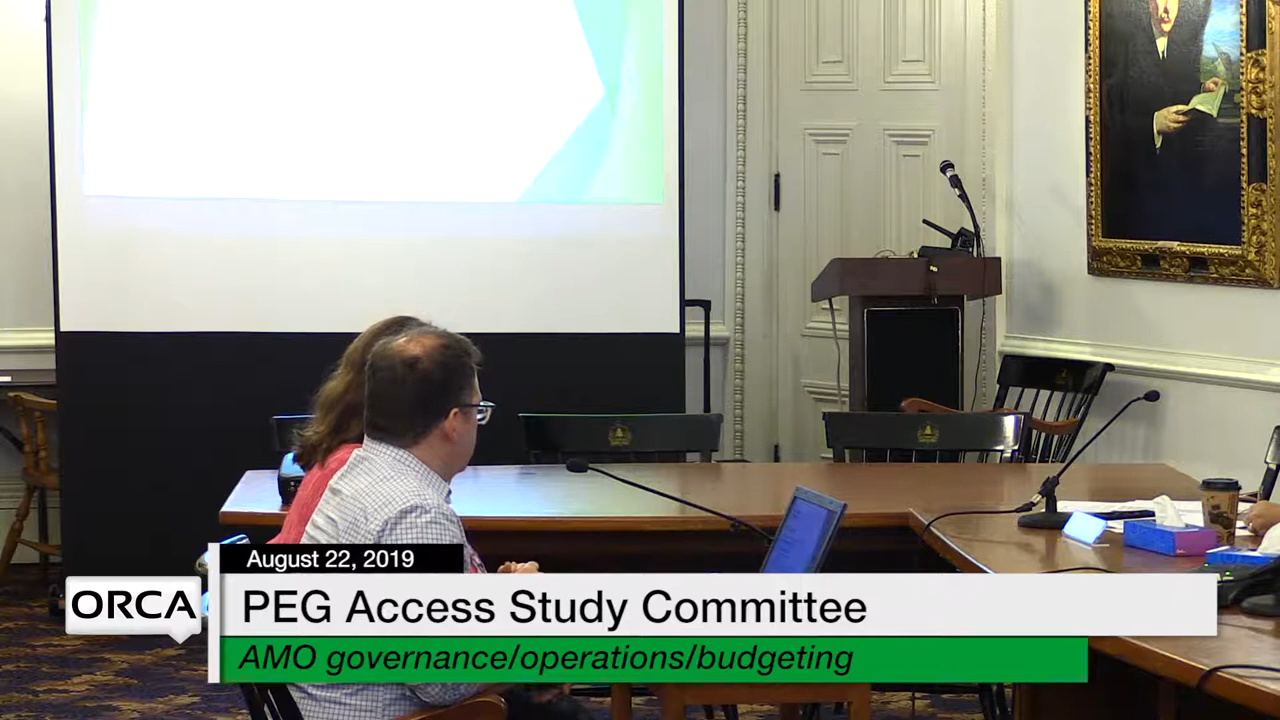 August 22, 2019
ORCA
PEG Access Study Committee
AMO governance/operations/budgeting